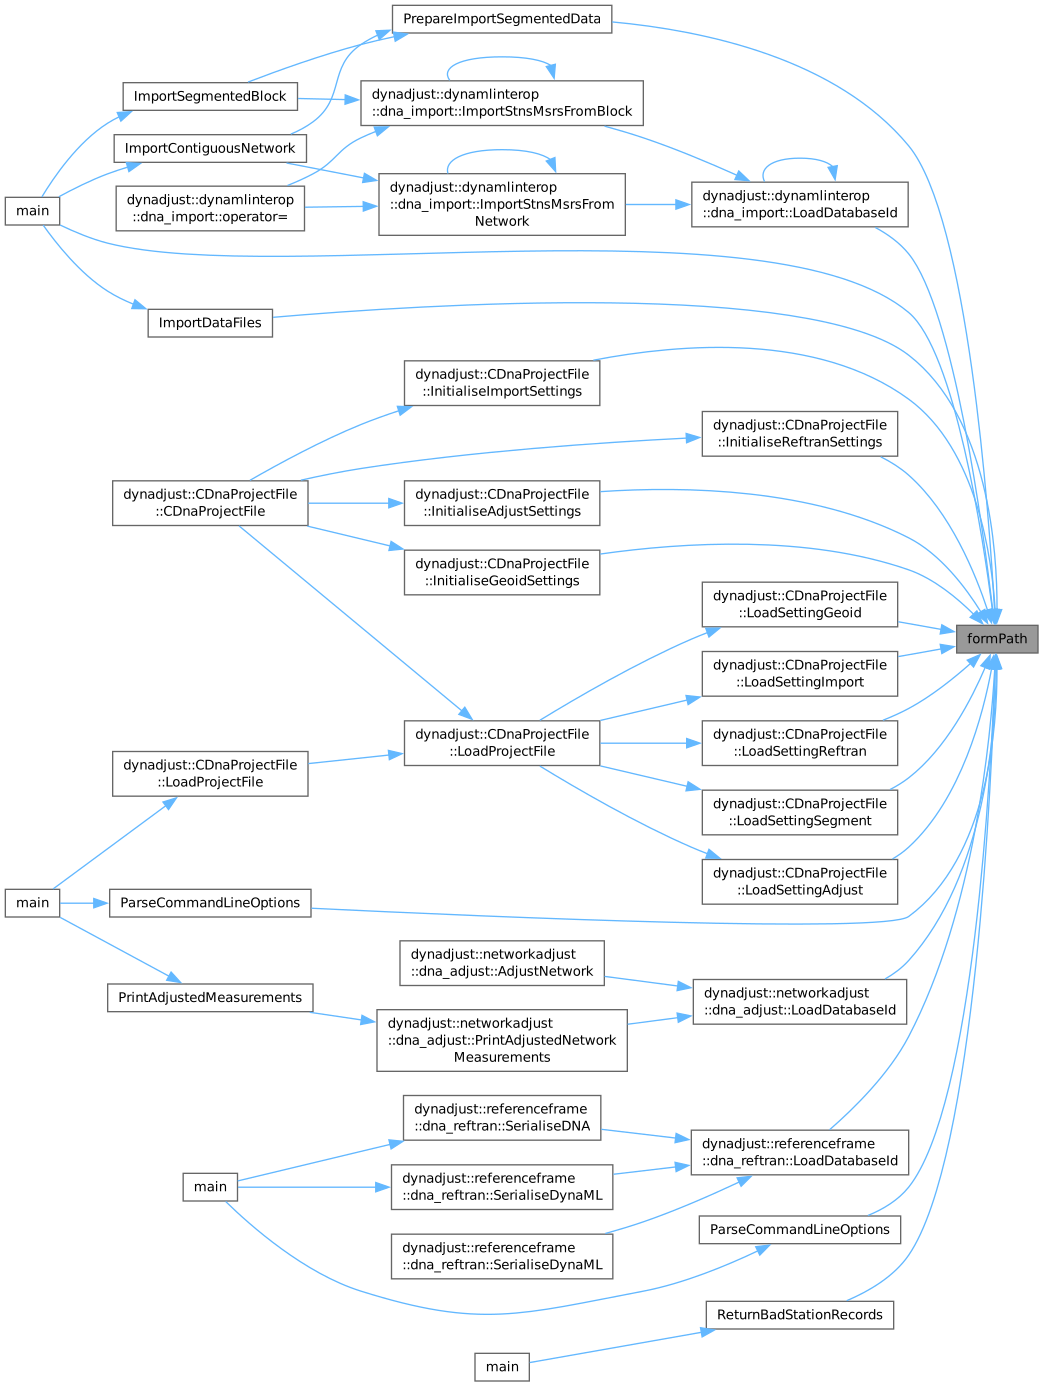 PrepareImportSegmentedData
ImportSegmentedBlock
dynadjust::dynamlinterop
::dna_import::ImportStnsMsrsFromBlock
ImportContiguousNetwork
dynadjust::dynamlinterop
::dna_import::operator=
dynadjust::dynamlinterop
::dna_import::ImportStnsMsrsFrom
Network
dynadjust::dynamlinterop
::dna_import::LoadDatabaseId
main
ImportDataFiles
dynadjust::CDnaProjectFile
::InitialiseImportSettings
dynadjust::CDnaProjectFile
::InitialiseReftranSettings
dynadjust::CDnaProjectFile
::CDnaProjectFile
dynadjust::CDnaProjectFile
::InitialiseAdjustSettings
dynadjust::CDnaProjectFile
::InitialiseGeoidSettings
dynadjust::CDnaProjectFile
::LoadSettingGeoid
formPath
dynadjust::CDnaProjectFile
::LoadSettingImport
dynadjust::CDnaProjectFile
::LoadProjectFile
dynadjust::CDnaProjectFile
::LoadSettingReftran
dynadjust::CDnaProjectFile
::LoadProjectFile
dynadjust::CDnaProjectFile
::LoadSettingSegment
dynadjust::CDnaProjectFile
::LoadSettingAdjust
main
ParseCommandLineOptions
dynadjust::networkadjust
::dna_adjust::AdjustNetwork
PrintAdjustedMeasurements
dynadjust::networkadjust
::dna_adjust::LoadDatabaseId
dynadjust::networkadjust
::dna_adjust::PrintAdjustedNetwork
Measurements
dynadjust::referenceframe
::dna_reftran::SerialiseDNA
dynadjust::referenceframe
::dna_reftran::LoadDatabaseId
main
dynadjust::referenceframe
::dna_reftran::SerialiseDynaML
ParseCommandLineOptions
dynadjust::referenceframe
::dna_reftran::SerialiseDynaML
ReturnBadStationRecords
main